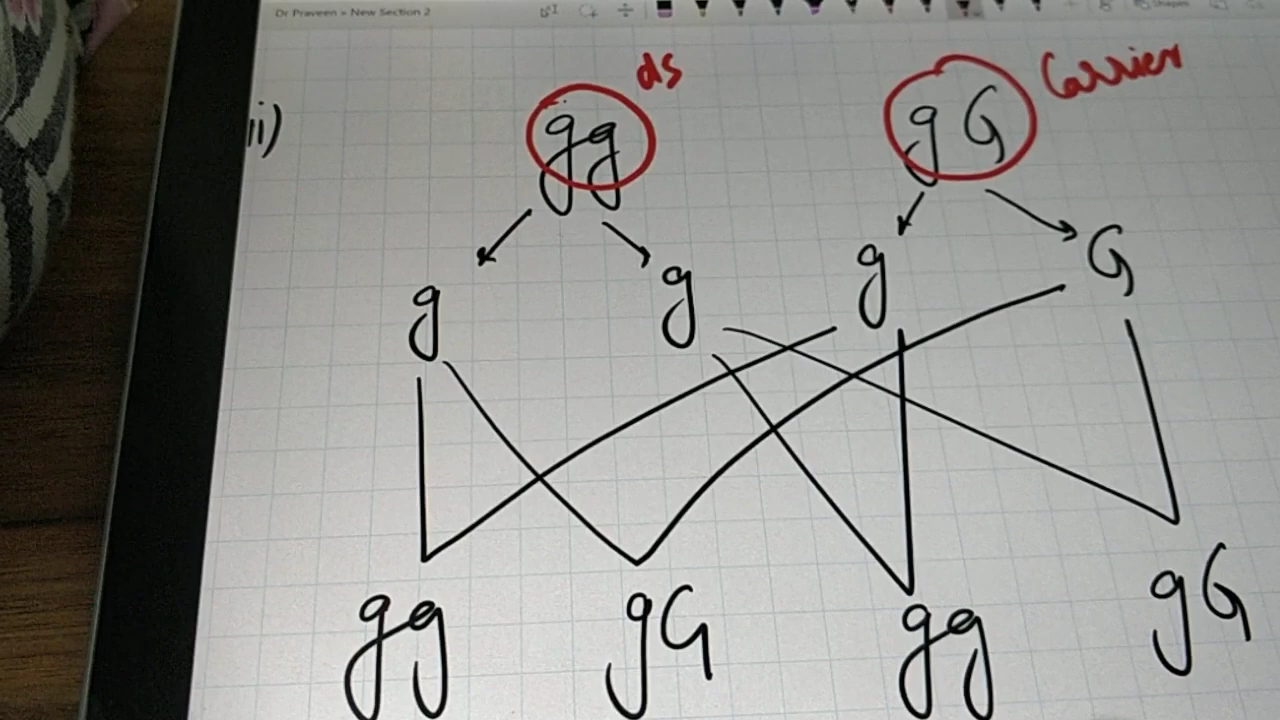 Dr Praveen » New Section 2
ds
Carrier
ii)
gg gG
g g g G
gg gG gg gG